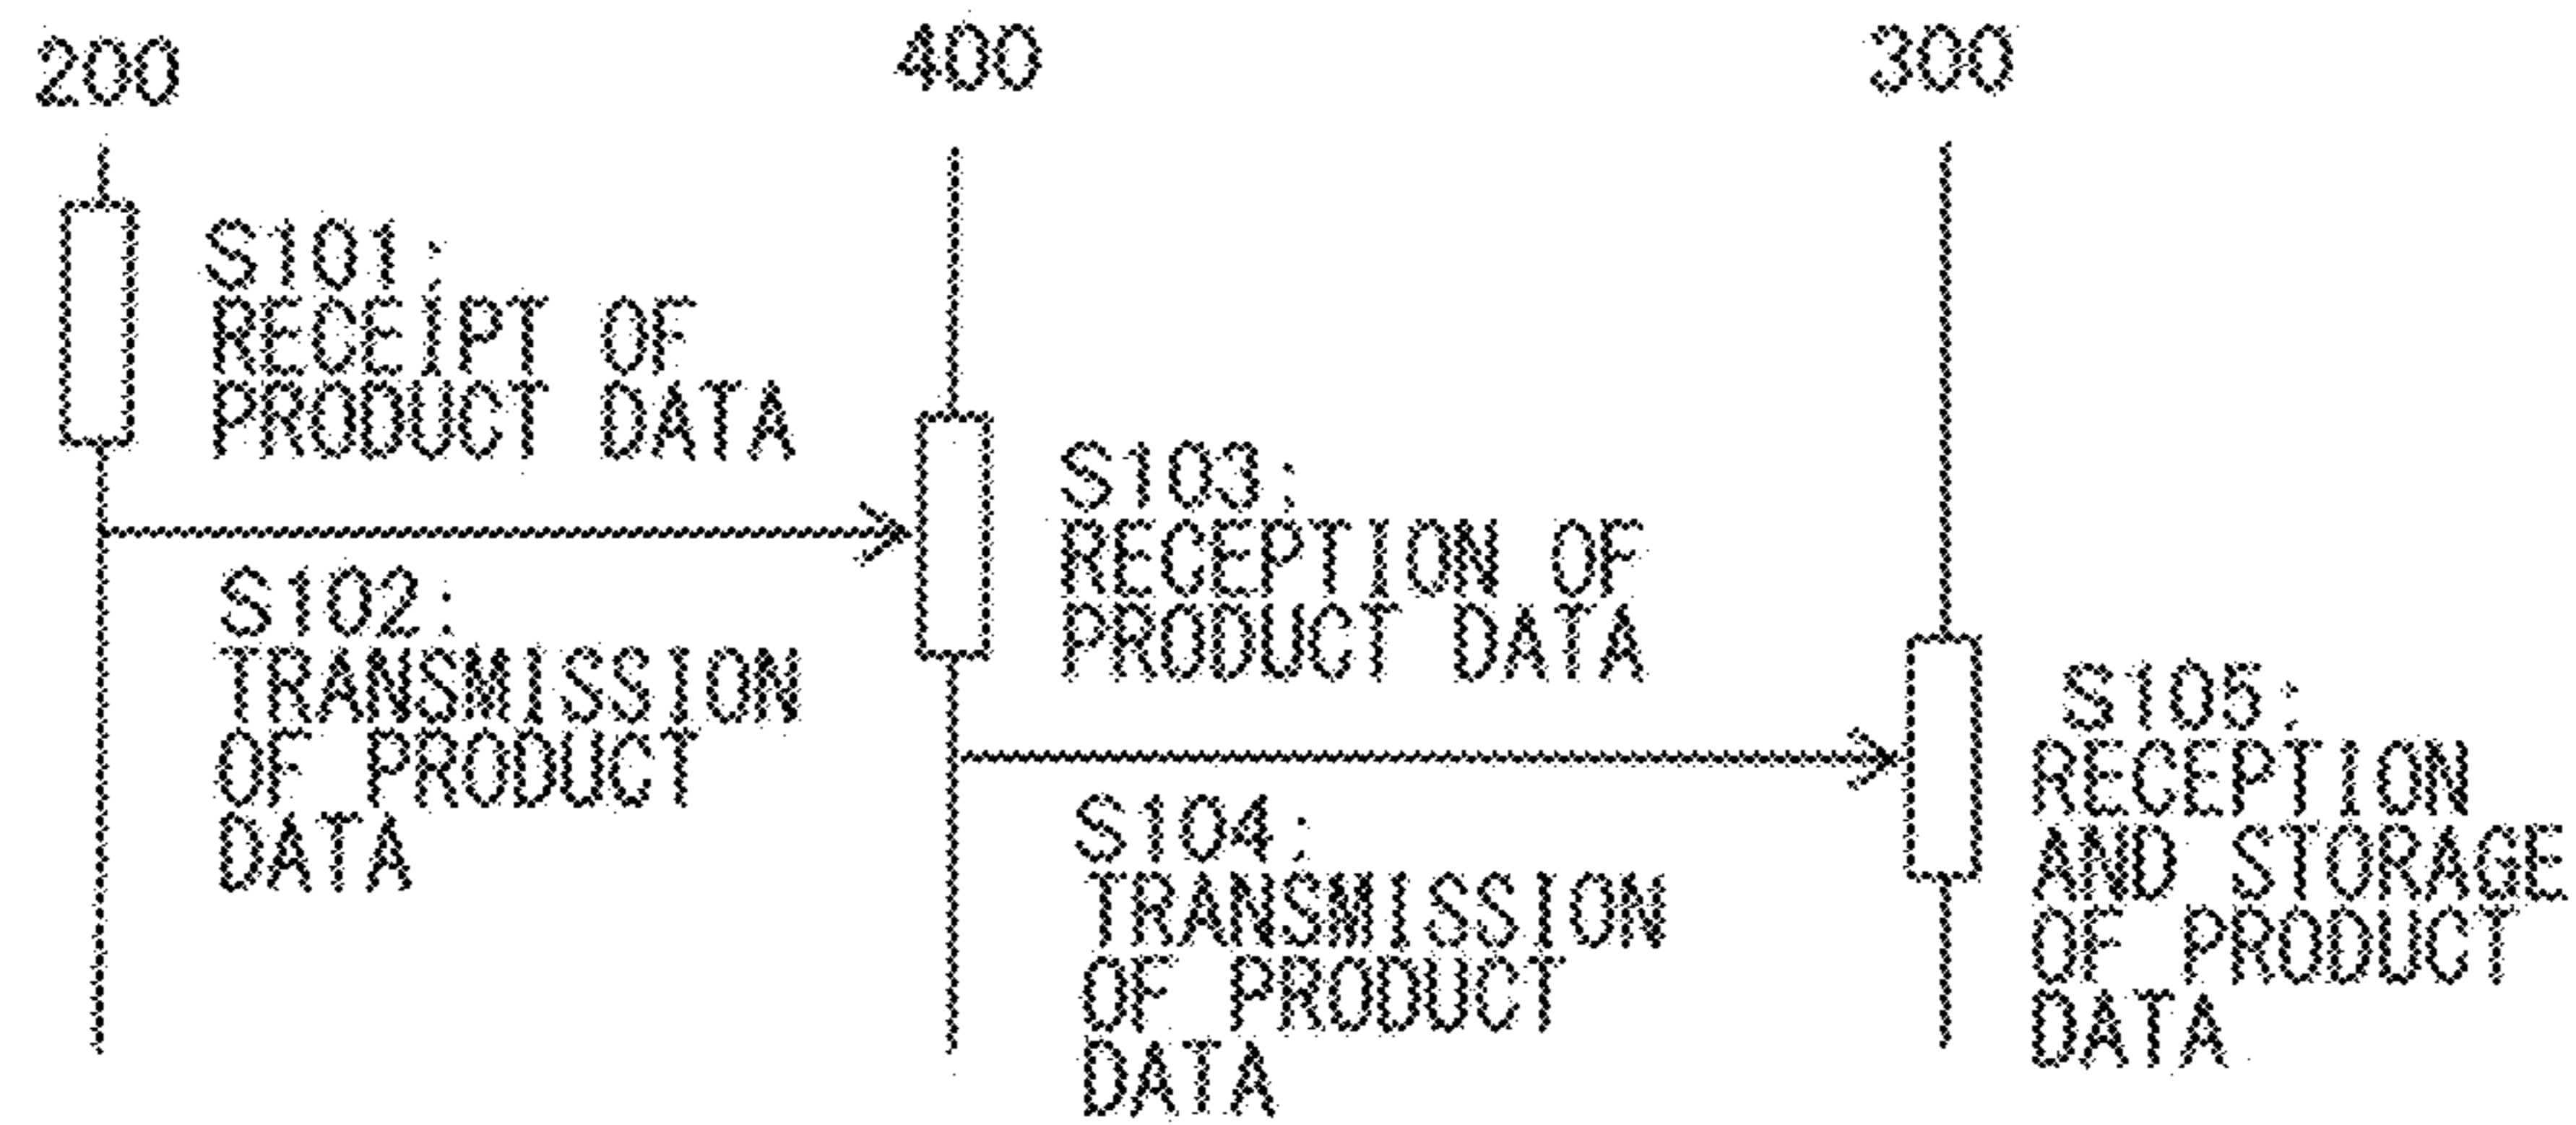 200
400
300
S101:
RECEIPT OF
PRODUCT DATA
S102:
TRANSMISSION
OF PRODUCT
DATA
S103:
RECEPTION OF
PRODUCT DATA
S104:
TRANSMISSION
OF PRODUCT
DATA
S105:
RECEPTION
AND STORAGE
OF PRODUCT
DATA